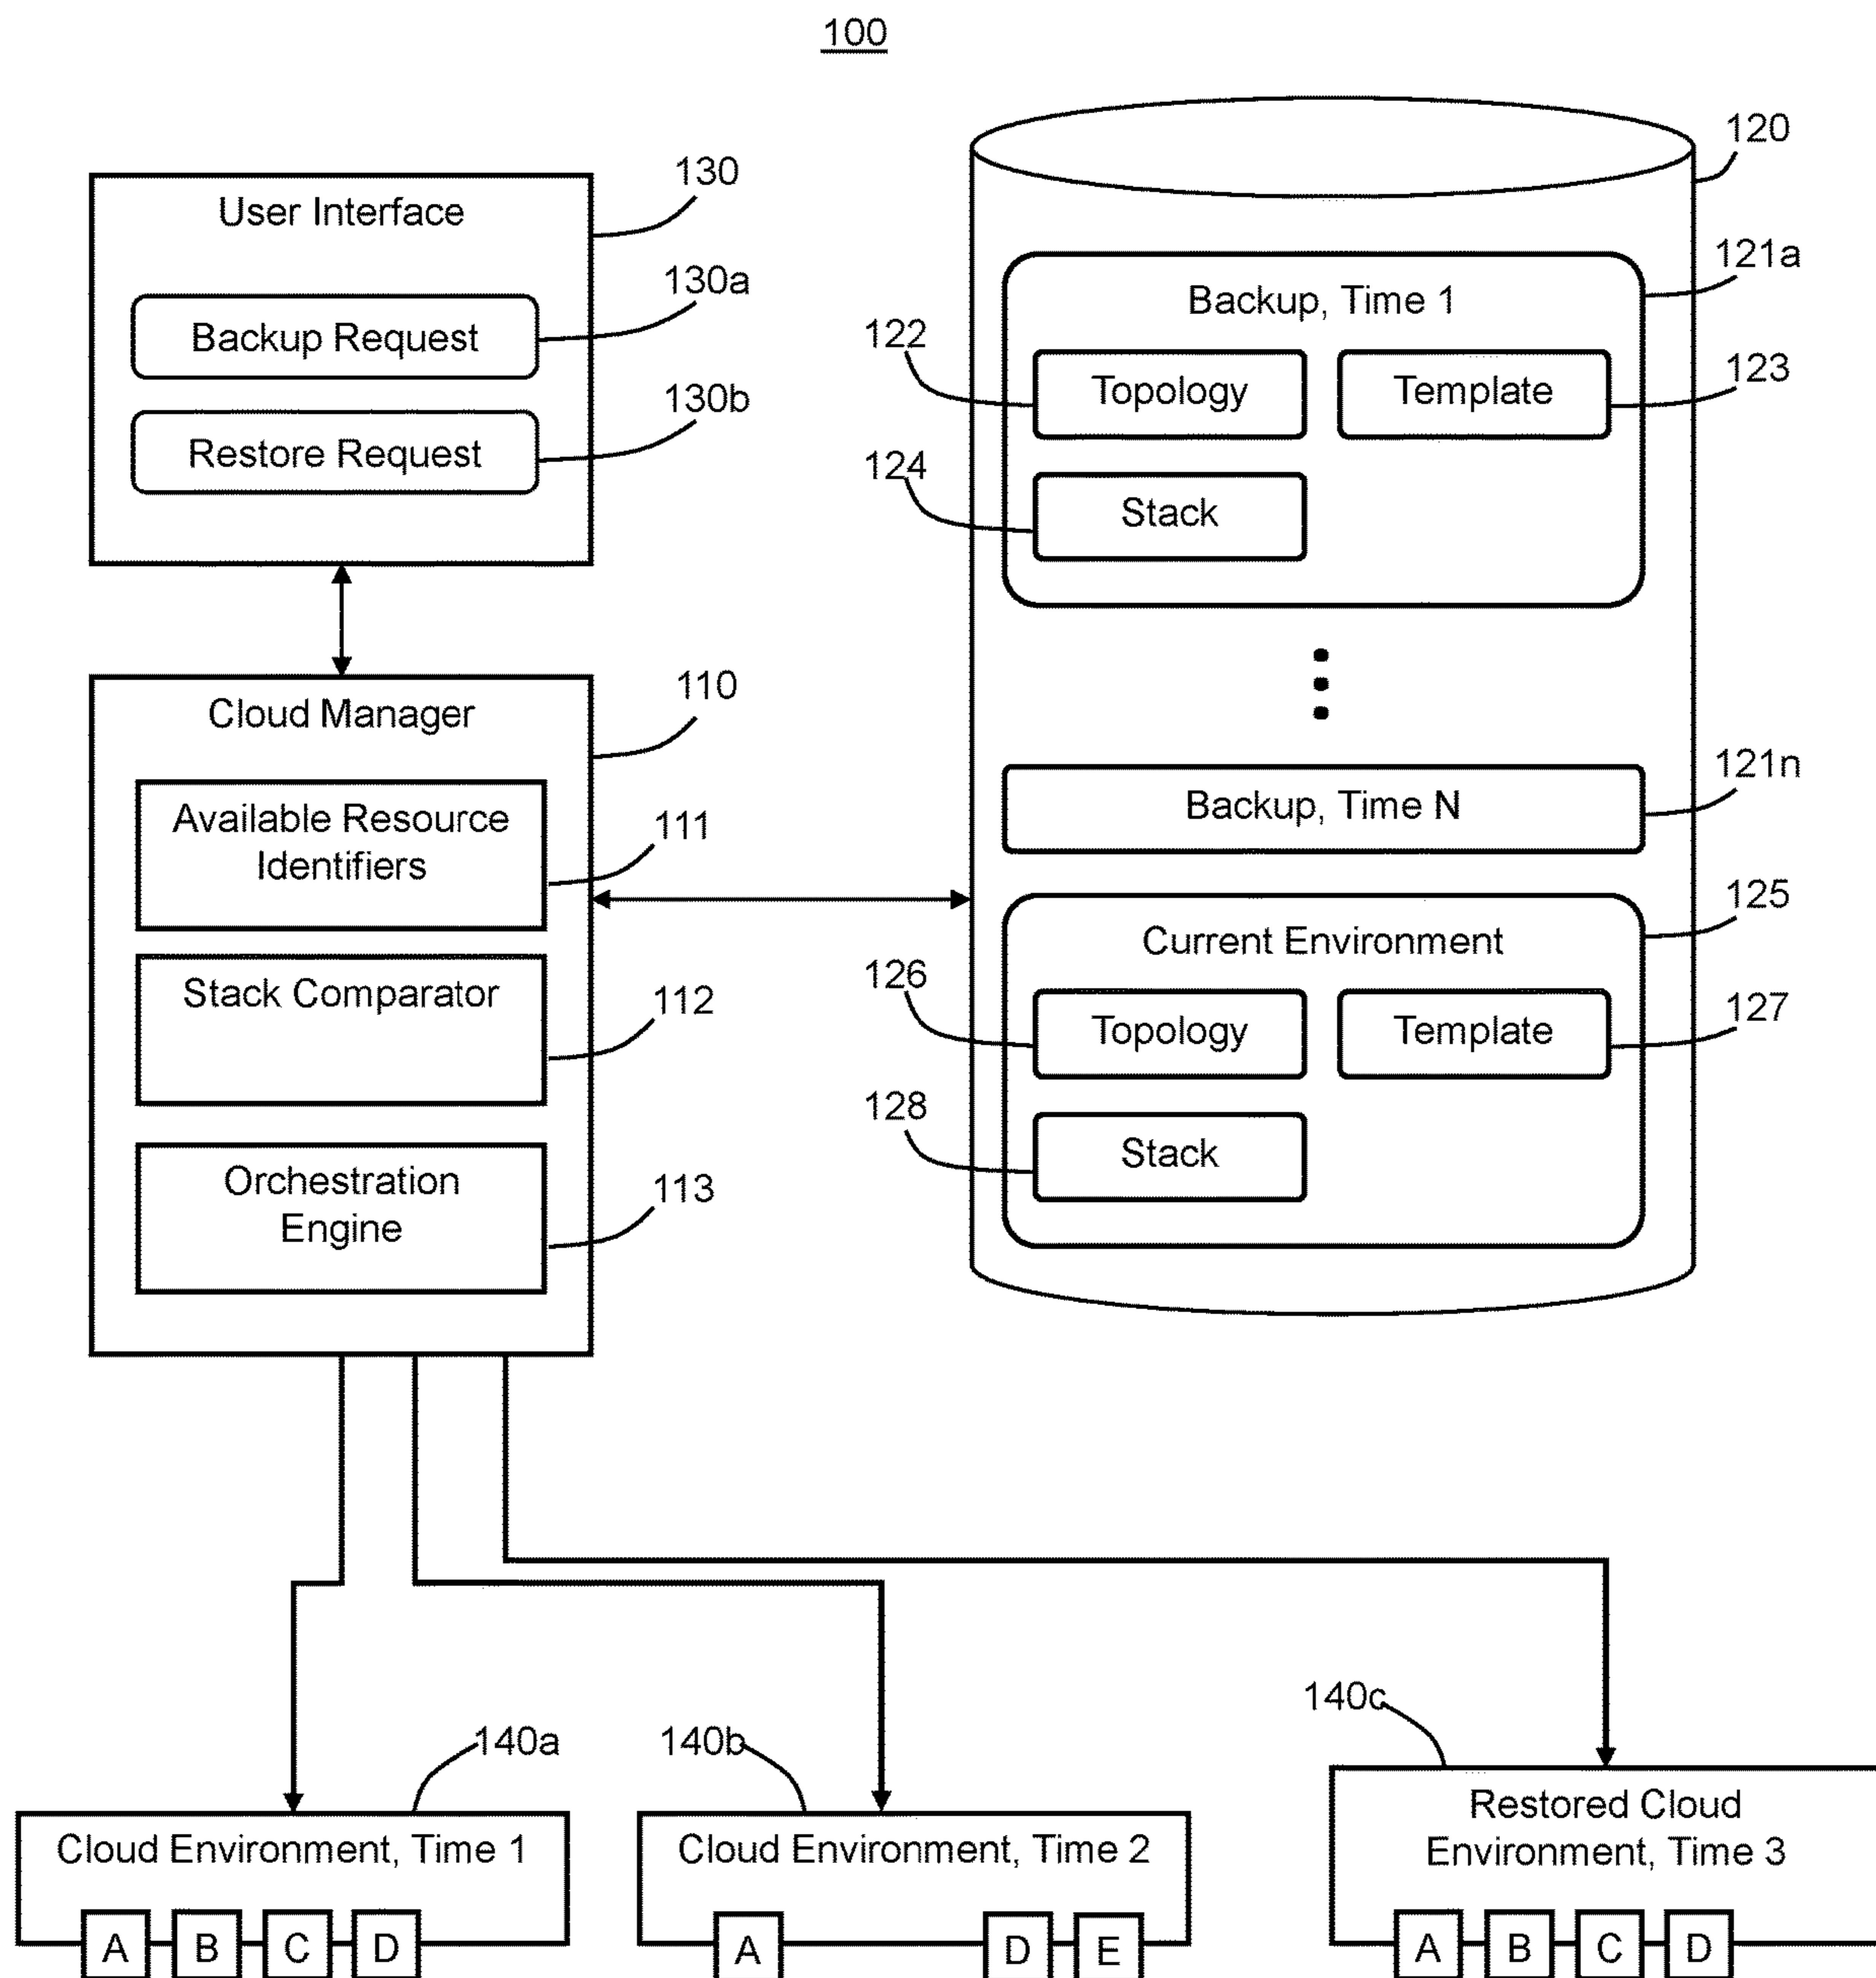 100
120
130
User Interface
130a
Backup Request
130b
Restore Request
121a
Backup, Time 1
122
Topology
Template
123
124
Stack
110
Cloud Manager
Available Resource
Identifiers
111
Stack Comparator
112
Orchestration
Engine
113
Backup, Time N
121n
125
Current Environment
126
Topology
Template
127
128
Stack
140a
Cloud Environment, Time 1
A B C D
140b
Cloud Environment, Time 2
A D E
140c
Restored Cloud
Environment, Time 3
A B C D